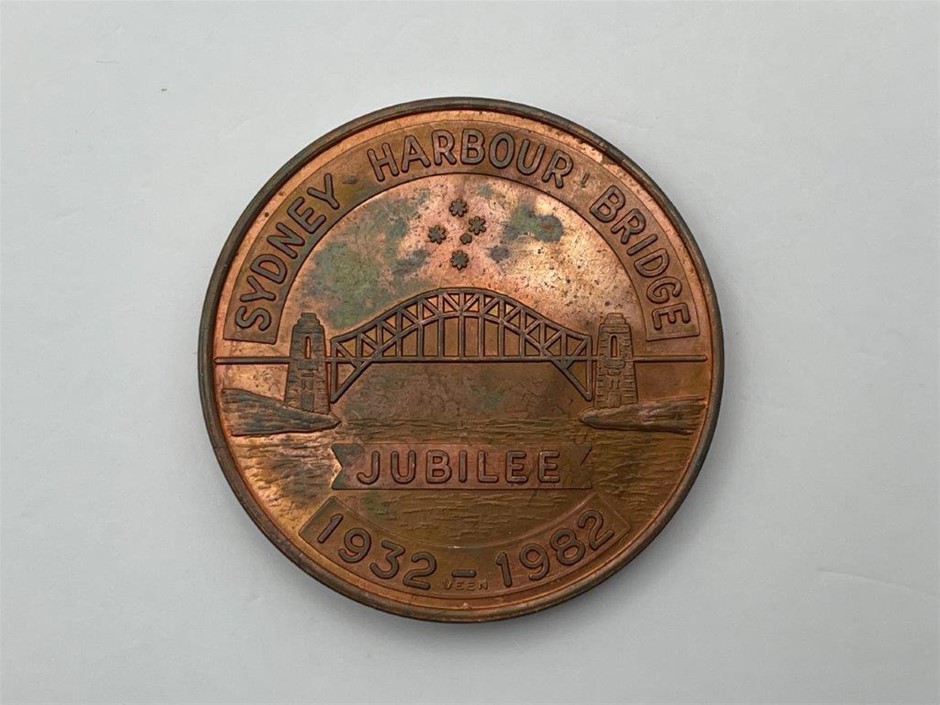 SYDNEY HARBOUR BRIDGE
JUBILEE
1932 - 1982
VEEN